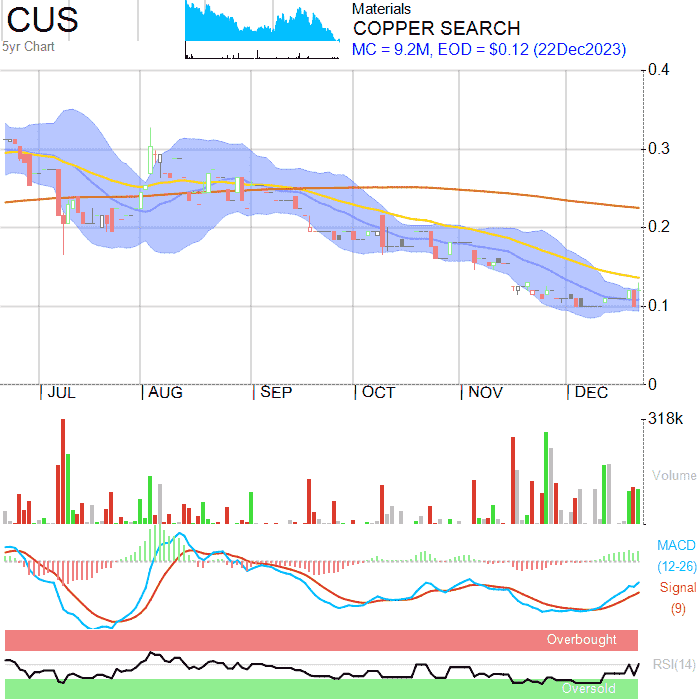 CUS
5yr Chart
Materials
COPPER SEARCH
MC = 9.2M, EOD = $0.12 (22Dec2023)
0.4
0.3
0.2
0.1
0
JUL AUG SEP OCT NOV DEC
318k
Volume
MACD
(12-26)
Signal
(9)
Overbought
RSI(14)
Oversold